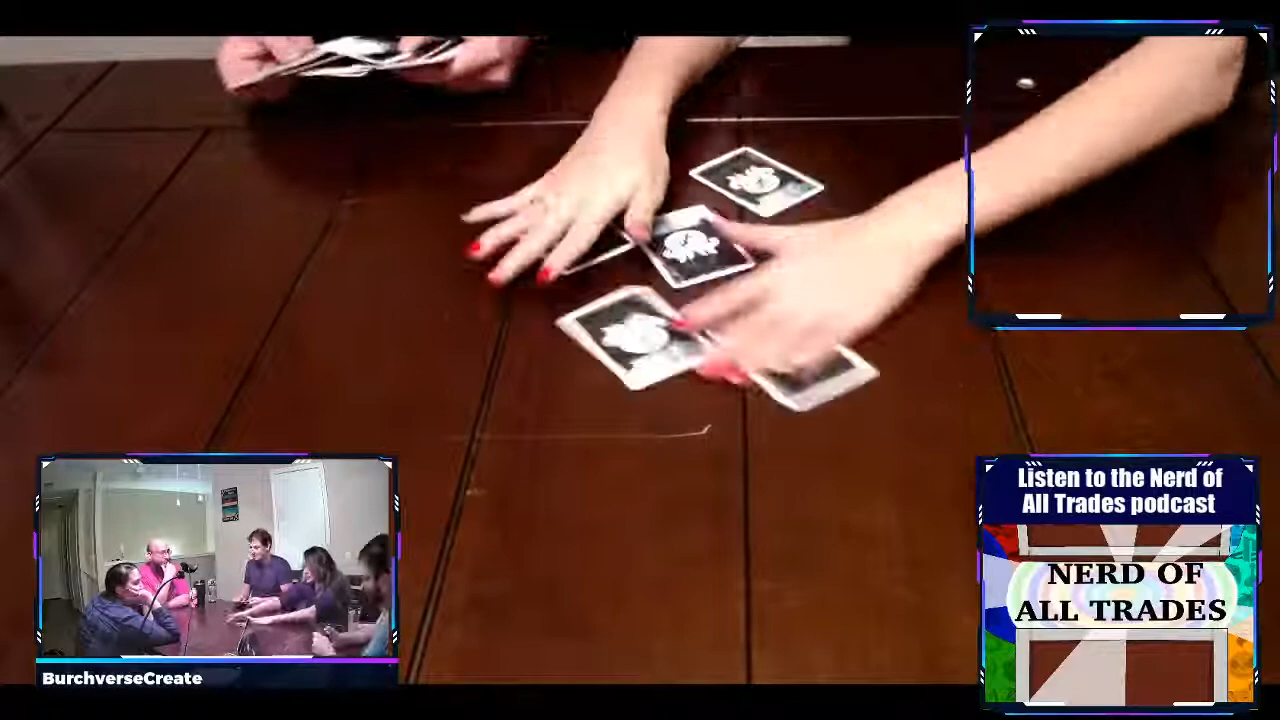 Listen to the Nerd of
All Trades podcast
NERD OF
ALL TRADES
BurchverseCreate